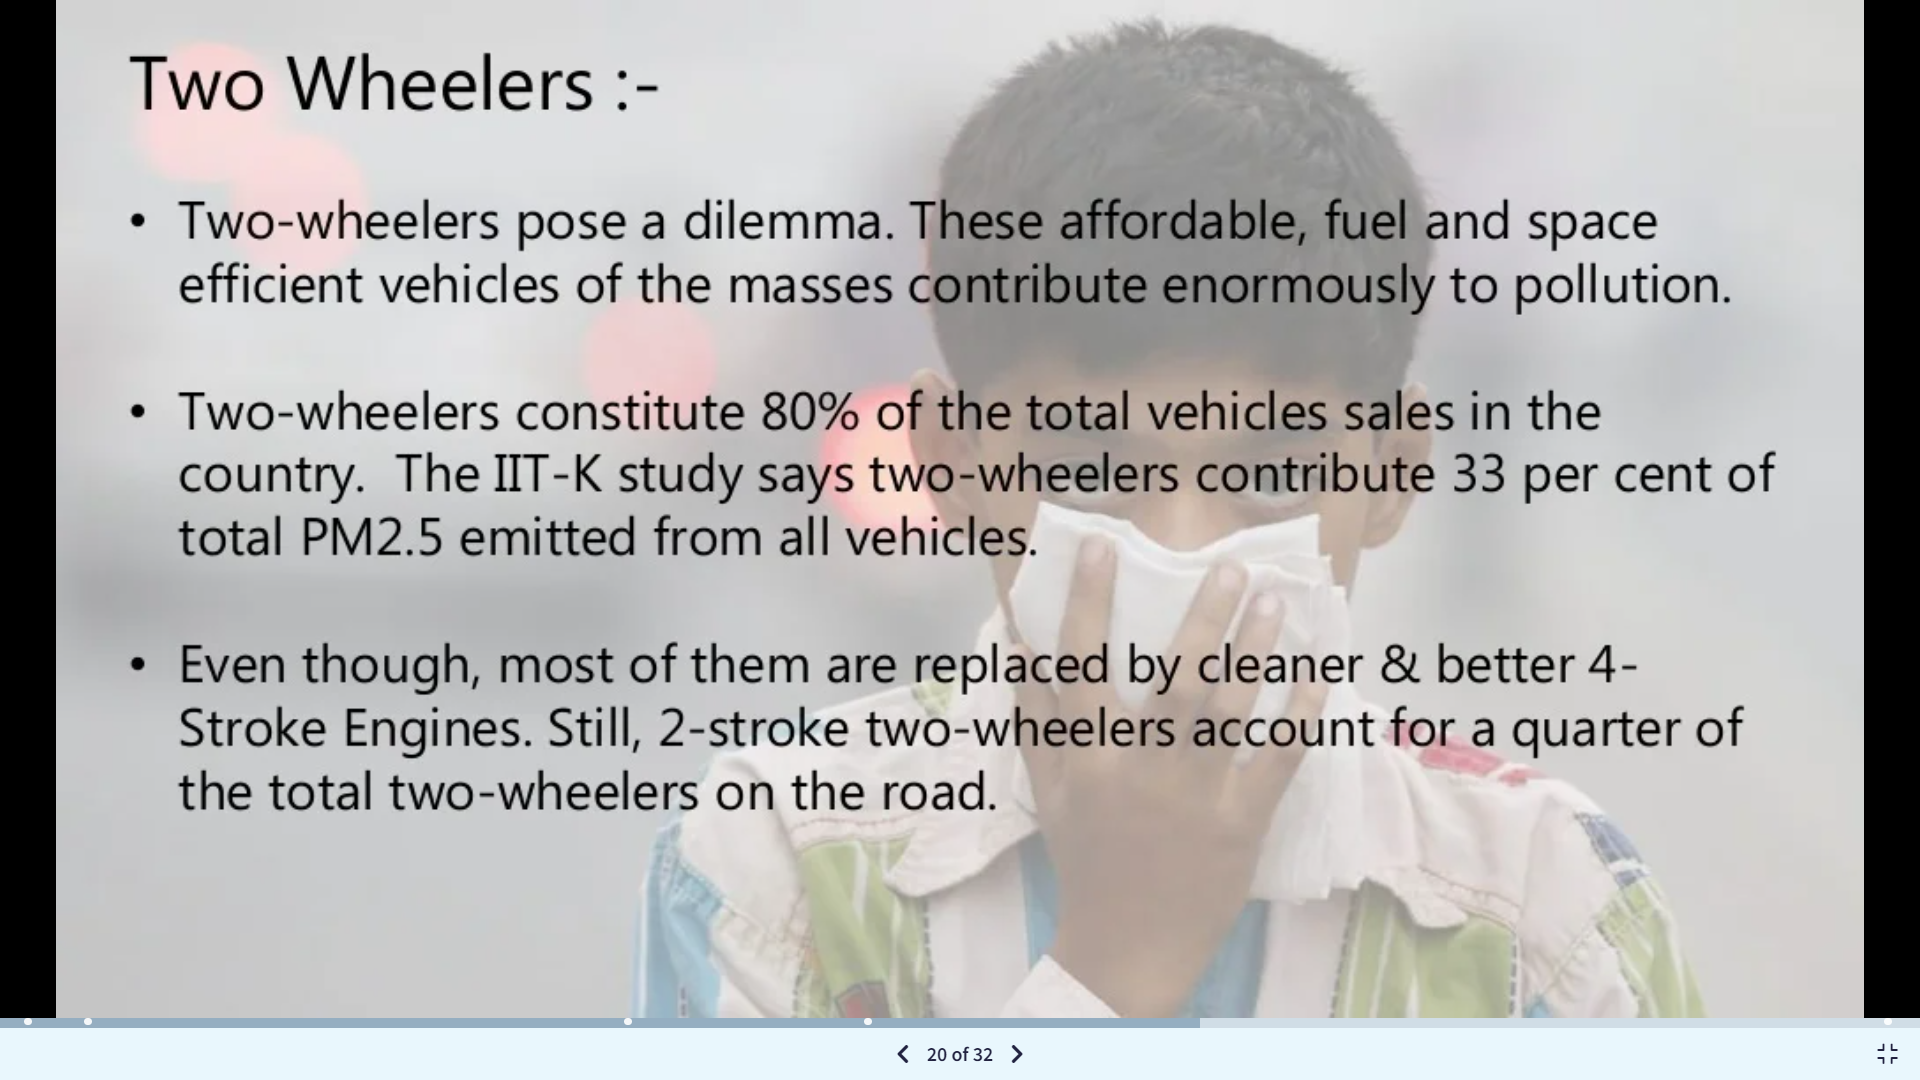 Two Wheelers :-
• Two-wheelers pose a dilemma. These affordable, fuel and space
efficient vehicles of the masses contribute enormously to pollution.
• Two-wheelers constitute 80% of the total vehicles sales in the
country.  The IIT-K study says two-wheelers contribute 33 per cent of
total PM2.5 emitted from all vehicles.
• Even though, most of them are replaced by cleaner & better 4-
Stroke Engines. Still, 2-stroke two-wheelers account for a quarter of
the total two-wheelers on the road.
20 of 32